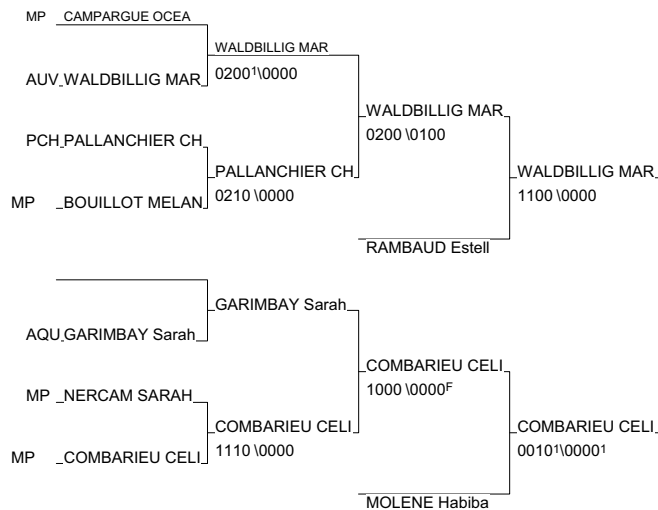 MP CAMPARGUE OCEA
WALDBILLIG MAR
0200¹\0000
AUV WALDBILLIG MAR
WALDBILLIG MAR
0200 \0100
PCH PALLANCHIER CH
PALLANCHIER CH
0210 \0000
WALDBILLIG MAR
1100 \0000
MP BOUILLOT MELAN
RAMBAUD Estell
GARIMBAY Sarah
AQU GARIMBAY Sarah
COMBARIEU CELI
1000 \0000F
MP NERCAM SARAH
COMBARIEU CELI
1110 \0000
COMBARIEU CELI
0010¹\0000¹
MP COMBARIEU CELI
MOLENE Habiba